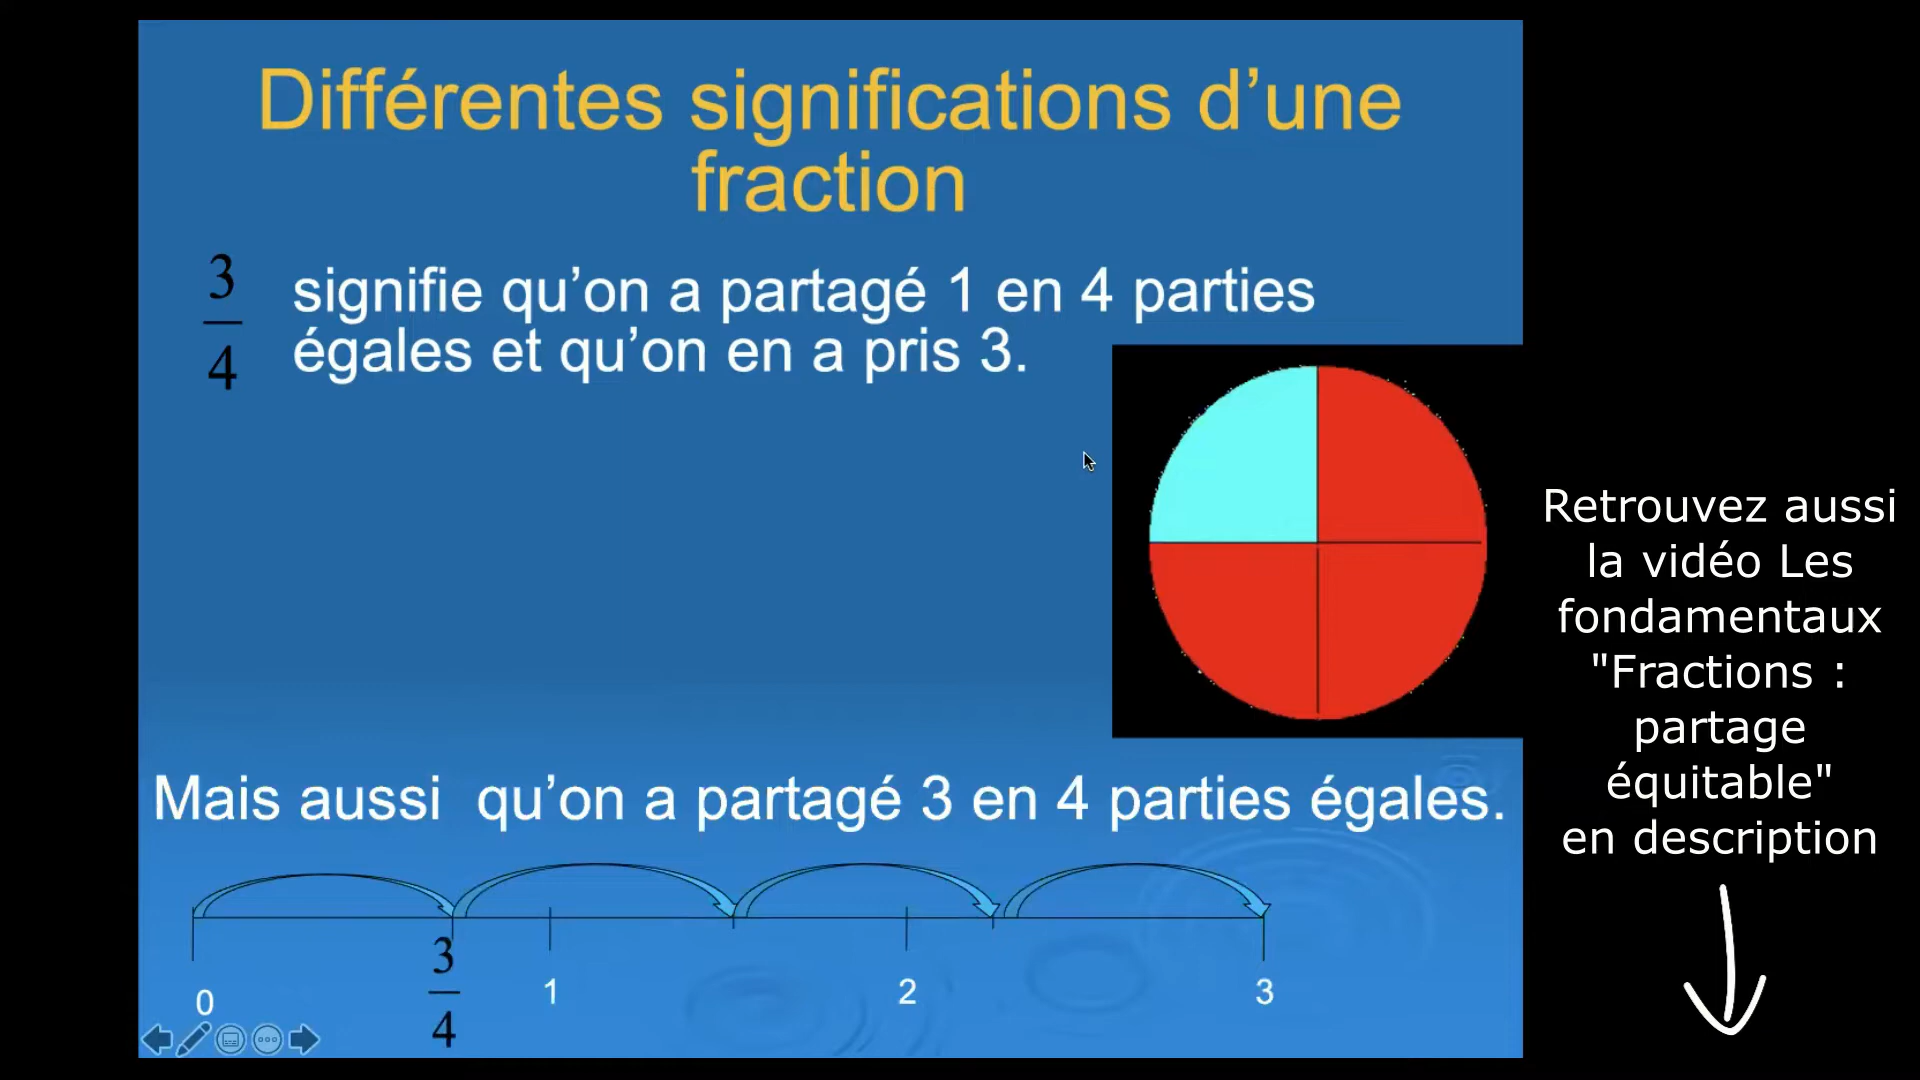 Différentes significations d’une
fraction
3
4
signifie qu’on a partagé 1 en 4 parties
égales et qu’on en a pris 3.
Mais aussi qu’on a partagé 3 en 4 parties égales.
0
3
4
1
2
3
Retrouvez aussi
la vidéo Les
fondamentaux
"Fractions :
partage
équitable"
en description